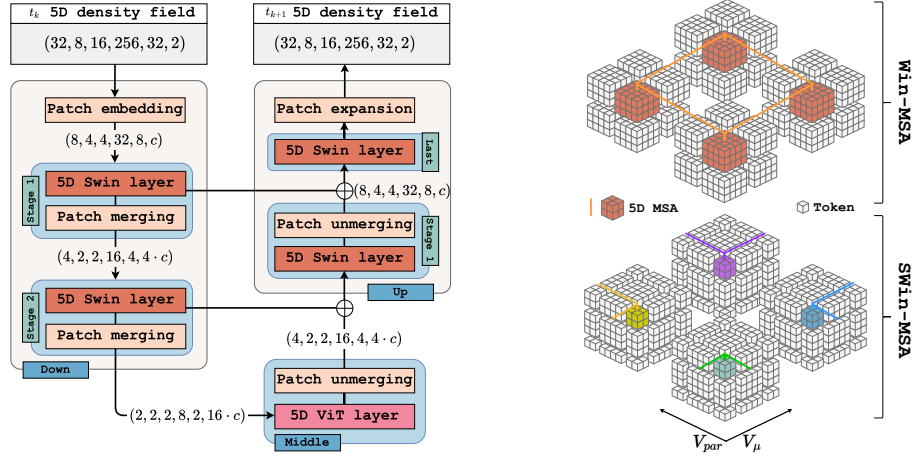 t_k 5D density field
(32, 8, 16, 256, 32, 2)
Patch embedding
(8, 4, 4, 32, 8, c)
Stage 1
5D Swin layer
Patch merging
(4, 2, 2, 16, 4, 4 · c)
Stage 2
5D Swin layer
Patch merging
Down
(2, 2, 2, 8, 2, 16 · c)
t_{k+1} 5D density field
(32, 8, 16, 256, 32, 2)
Patch expansion
5D Swin layer
Last
(8, 4, 4, 32, 8, c)
Patch unmerging
5D Swin layer
Stage 1
Up
(4, 2, 2, 16, 4, 4 · c)
Patch unmerging
5D ViT layer
Middle
Win-MSA
5D MSA
Token
SWin-MSA
V_{par}
V_μ